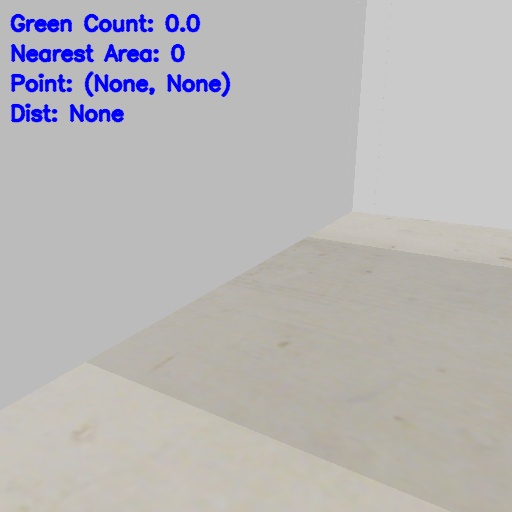 Green Count: 0.0
Nearest Area: 0
Point: (None, None)
Dist: None